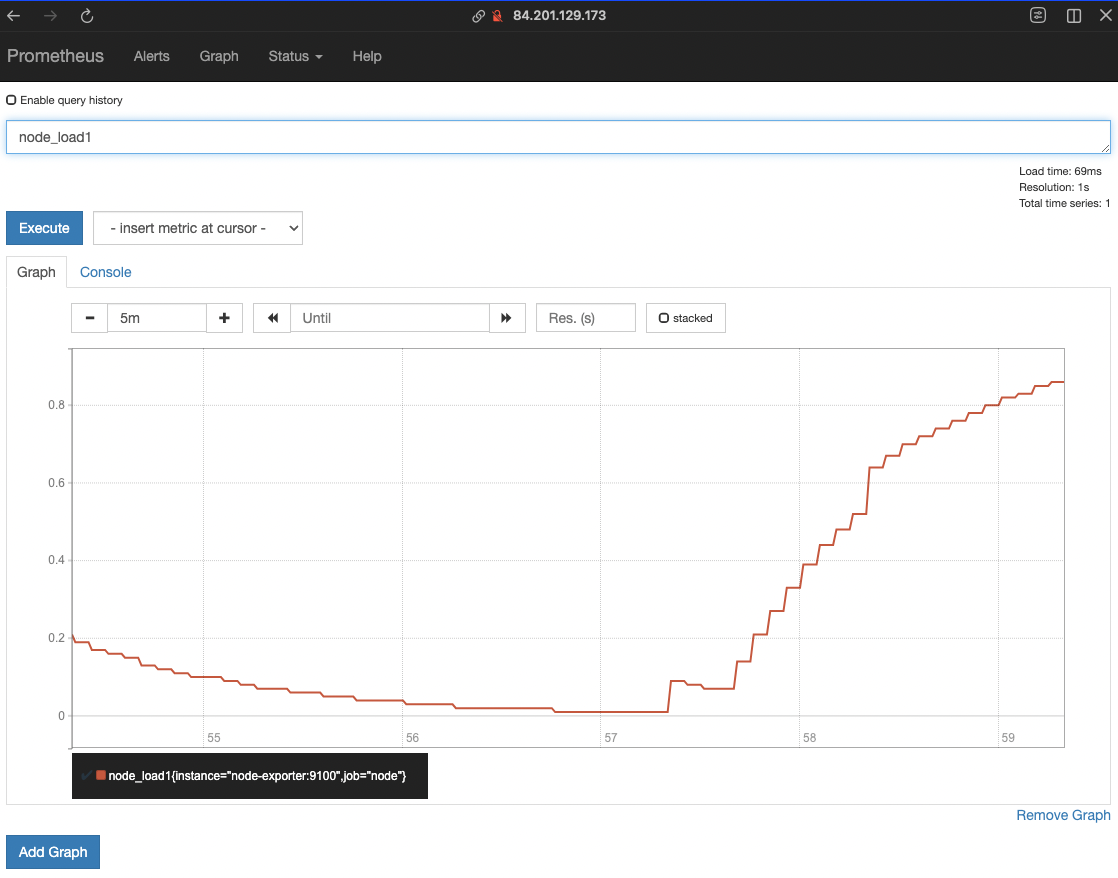 84.201.129.173
Prometheus Alerts Graph Status Help
Enable query history
node_load1
Load time: 69ms
Resolution: 1s
Total time series: 1
Execute - insert metric at cursor -
Graph Console
5m Until Res. (s) stacked
0.8
0.6
0.4
0.2
0
55 56 57 58 59
node_load1{instance="node-exporter:9100",job="node"}
Remove Graph
Add Graph